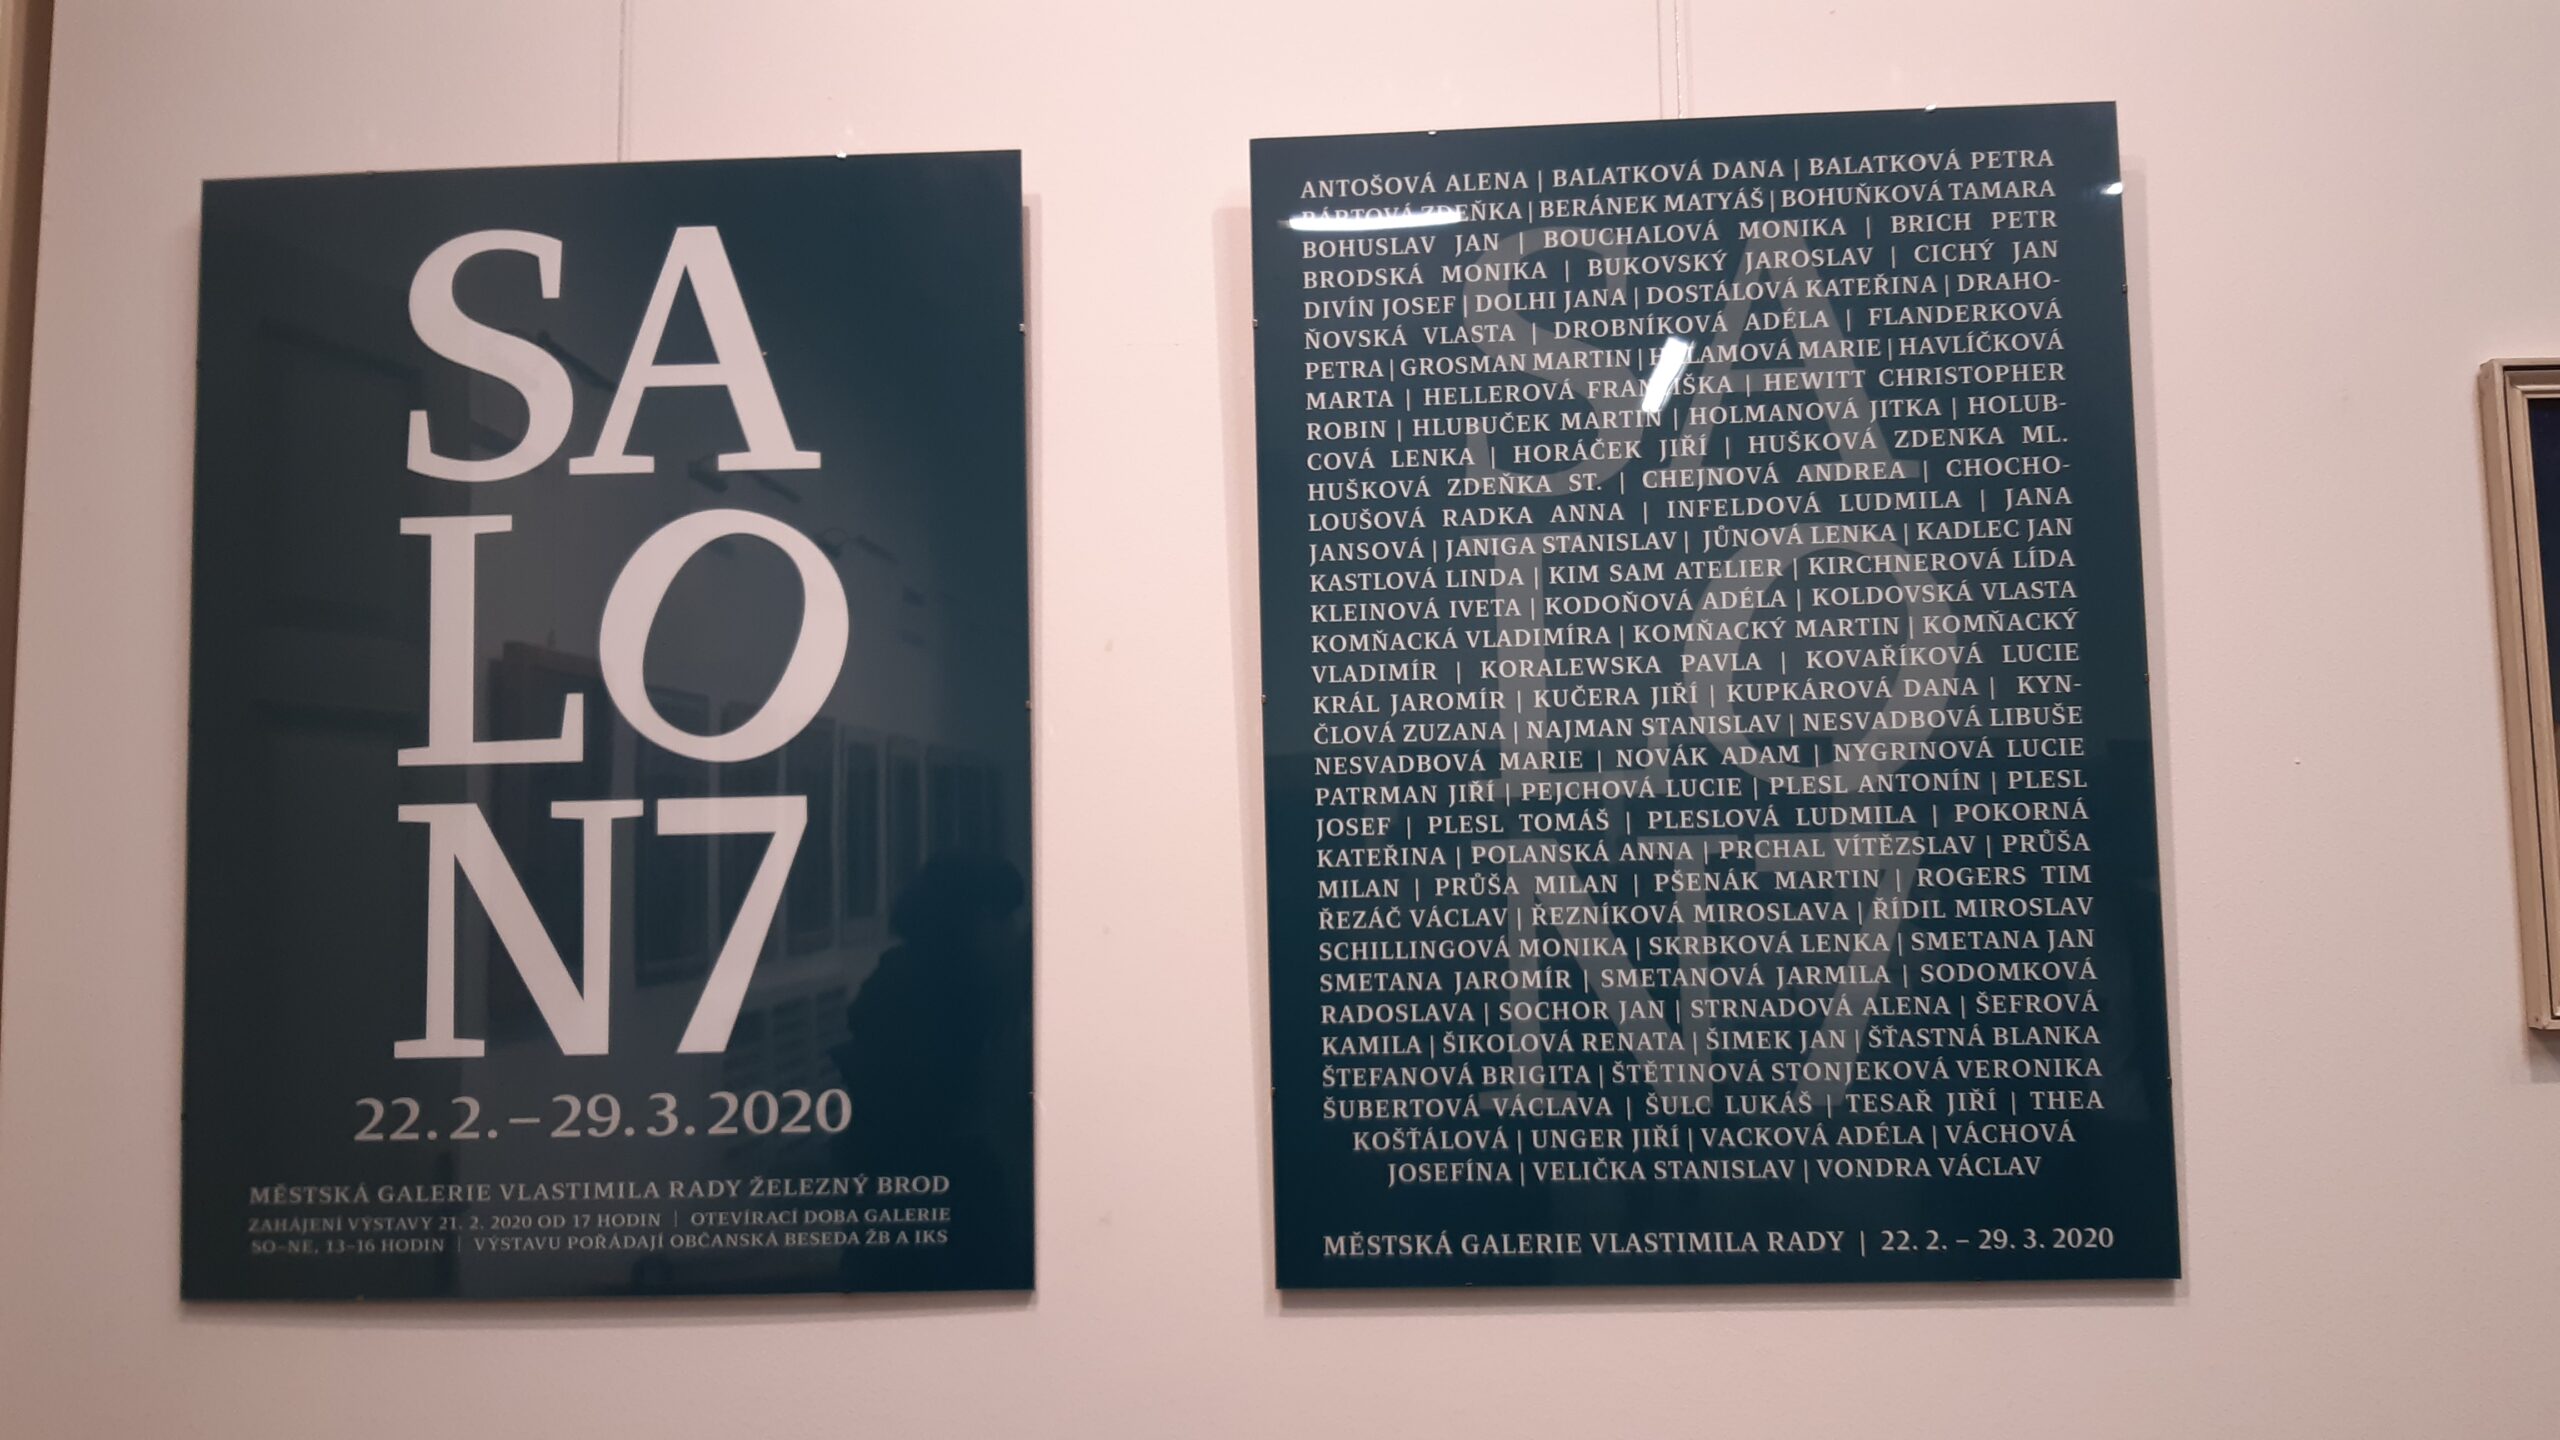 SA
LO
N7
22. 2. – 29. 3. 2020
MĚSTSKÁ GALERIE VLASTIMILA RADY ŽELEZNÝ BROD
ZAHÁJENÍ VÝSTAVY 21. 2. 2020 OD 17 HODIN | OTEVÍRACÍ DOBA GALERIE
SO–NE, 13–16 HODIN | VÝSTAVU POŘÁDAJÍ OBČANSKÁ BESEDA ŽB A IKS
ANTOŠOVÁ ALENA | BALATKOVÁ DANA | BALATKOVÁ PETRA
BÁRTOVÁ ZDEŇKA | BERÁNEK MATYÁŠ | BOHUŇKOVÁ TAMARA
BOHUSLAV JAN | BOUCHALOVÁ MONIKA | BRICH PETR
BRODSKÁ MONIKA | BUKOVSKÝ JAROSLAV | CICHÝ JAN
DIVÍN JOSEF | DOLHI JANA | DOSTÁLOVÁ KATEŘINA | DRAHO-
ŇOVSKÁ VLASTA | DROBNÍKOVÁ ADÉLA | FLANDERKOVÁ
PETRA | GROSMAN MARTIN | MARIE | HAVLÍČKOVÁ
MARTA | HELLEROVÁ FRANTIŠKA | HEWITT CHRISTOPHER
ROBIN | HLUBUČEK MARTIN | HOLMANOVÁ JITKA | HOLUB-
COVÁ LENKA | HORÁČEK JIŘÍ | HUŠKOVÁ ZDENKA ML.
HUŠKOVÁ ZDEŇKA ST. | CHEJNOVÁ ANDREA | CHOCHO-
LOUŠOVÁ RADKA ANNA | INFELDOVÁ LUDMILA | JANA
JANSOVÁ | JANIGA STANISLAV | JŮNOVÁ LENKA | KADLEC JAN
KASTLOVÁ LINDA | KIM SAM ATELIER | KIRCHNEROVÁ LÍDA
KLEINOVÁ IVETA | KODOŇOVÁ ADÉLA | KOLDOVSKÁ VLASTA
KOMŇACKÁ VLADIMÍRA | KOMŇACKÝ MARTIN | KOMŇACKÝ
VLADIMÍR | KORALEWSKA PAVLA | KOVAŘÍKOVÁ LUCIE
KRÁL JAROMÍR | KUČERA JIŘÍ | KUPKÁROVÁ DANA | KYN-
ČLOVÁ ZUZANA | NAJMAN STANISLAV | NESVADBOVÁ LIBUŠE
NESVADBOVÁ MARIE | NOVÁK ADAM | NYGRINOVÁ LUCIE
PATRMAN JIŘÍ | PEJCHOVÁ LUCIE | PLESL ANTONÍN | PLESL
JOSEF | PLESL TOMÁŠ | PLESLOVÁ LUDMILA | POKORNÁ
KATEŘINA | POLANSKÁ ANNA | PRCHAL VÍTĚZSLAV | PRŮŠA
MILAN | PRŮŠA MILAN | PŠENÁK MARTIN | ROGERS TIM
ŘEZÁČ VÁCLAV | ŘEZNÍKOVÁ MIROSLAVA | ŘÍDIL MIROSLAV
SCHILLINGOVÁ MONIKA | SKRBKOVÁ LENKA | SMETANA JAN
SMETANA JAROMÍR | SMETANOVÁ JARMILA | SODOMKOVÁ
RADOSLAVA | SOCHOR JAN | STRNADOVÁ ALENA | ŠEFROVÁ
KAMILA | ŠIKOLOVÁ RENATA | ŠIMEK JAN | ŠŤASTNÁ BLANKA
ŠTEFANOVÁ BRIGITA | ŠTĚTINOVÁ STONJEKOVÁ VERONIKA
ŠUBERTOVÁ VÁCLAVA | ŠULC LUKÁŠ | TESAŘ JIŘÍ | THEA
KOŠŤÁLOVÁ | UNGER JIŘÍ | VACKOVÁ ADÉLA | VÁCHOVÁ
JOSEFÍNA | VELIČKA STANISLAV | VONDRA VÁCLAV
MĚSTSKÁ GALERIE VLASTIMILA RADY | 22. 2. – 29. 3. 2020